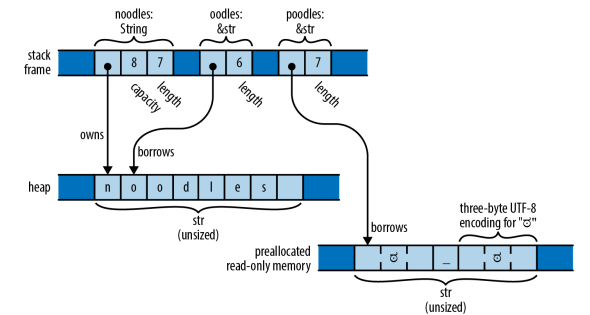 noodles:
String
oodles:
&str
poodles:
&str
stack
frame
8 7 6 7
capacity
length
length
length
owns
borrows
heap
n o o d l e s
str
(unsized)
borrows
three-byte UTF-8
encoding for "ಠ"
preallocated
read-only memory
ಠ _ ಠ
str
(unsized)